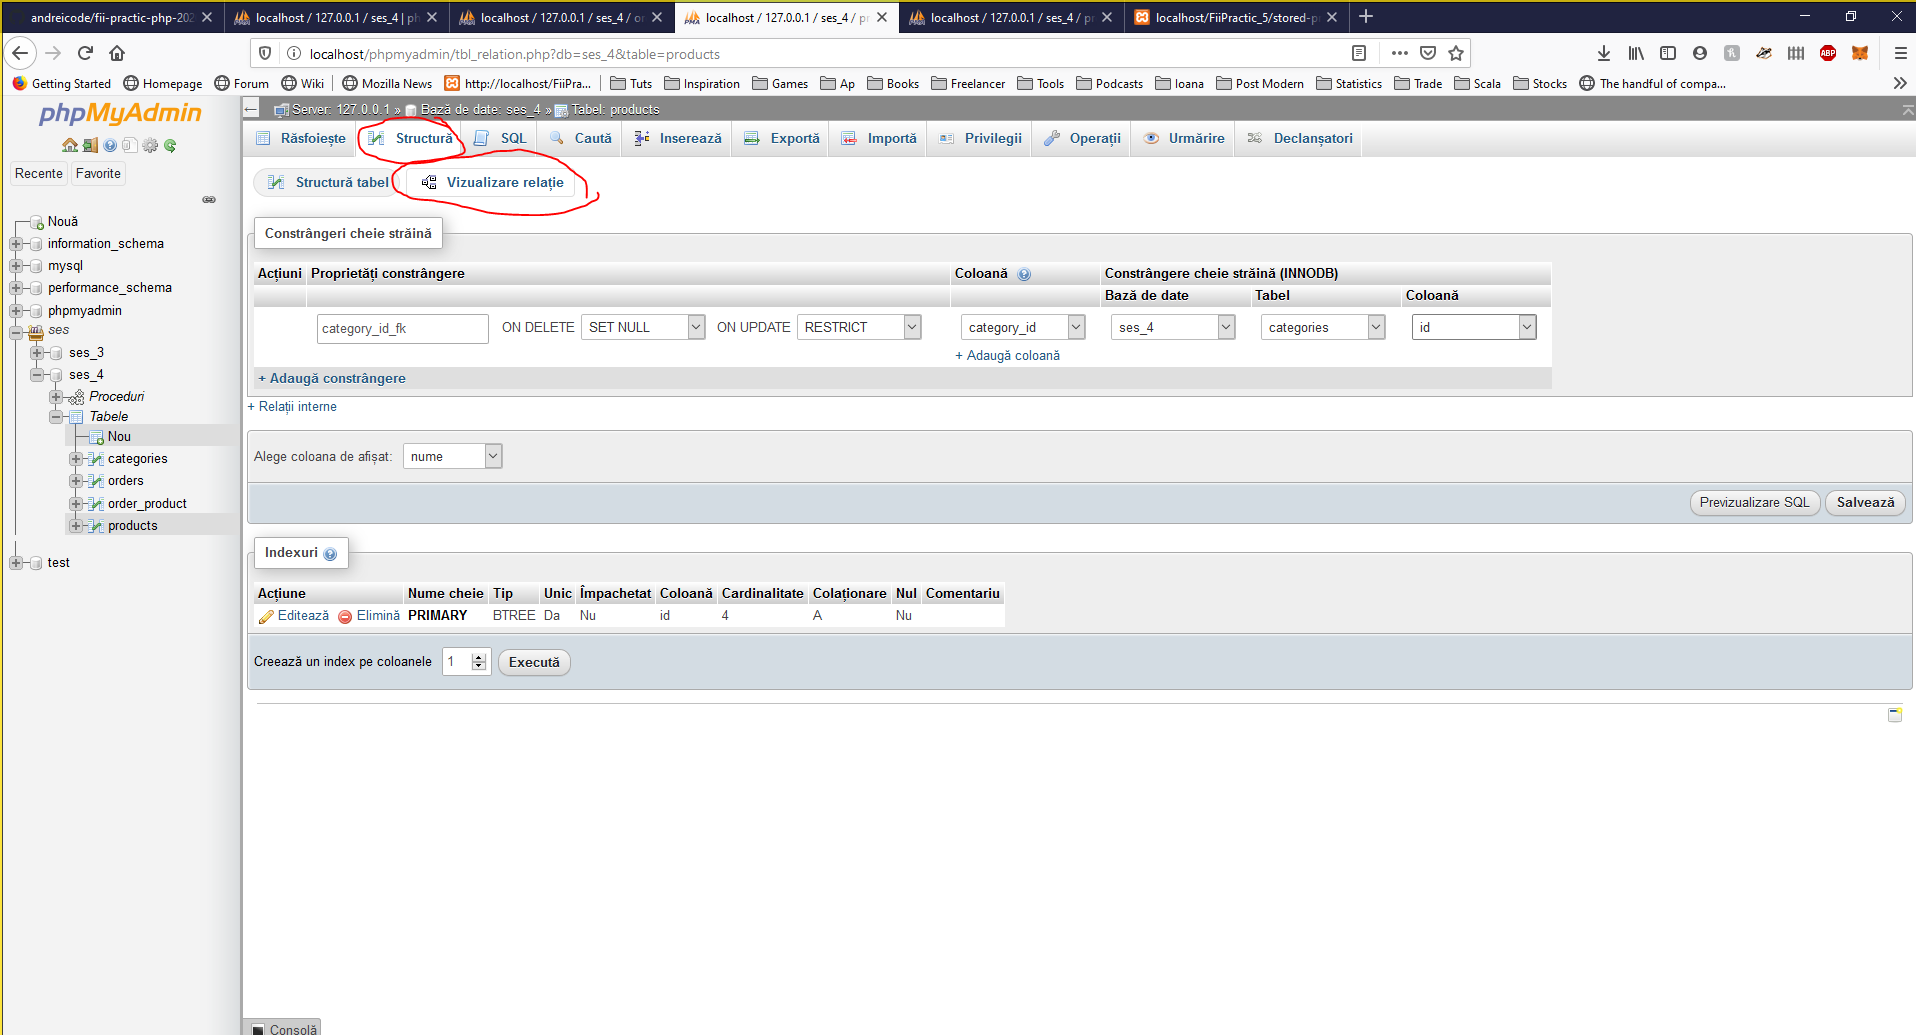 andreicode/fii-practic-php-202
localhost / 127.0.0.1 / ses_4 | ph
localhost / 127.0.0.1 / ses_4 / or
localhost / 127.0.0.1 / ses_4 / pr
localhost / 127.0.0.1 / ses_4 / pr
localhost/FiiPractic_5/stored-p
localhost/phpmyadmin/tbl_relation.php?db=ses_4&table=products
ABP
Getting Started Homepage Forum Wiki Mozilla News http://localhost/FiiPra... Tuts Inspiration Games Ap Books Freelancer Tools Podcasts Ioana Post Modern Statistics Trade Scala Stocks The handful of compa...
phpMyAdmin
Recente Favorite
Nouă
information_schema
mysql
performance_schema
phpmyadmin
ses
ses_3
ses_4
Proceduri
Tabele
Nou
categories
orders
order_product
products
test
Server: 127.0.0.1 » Bază de date: ses_4 » Tabel: products
Răsfoiește Structură SQL Caută Inserează Exportă Importă Privilegii Operații Urmărire Declanșatori
Structură tabel Vizualizare relație
Constrângeri cheie străină
Acțiuni Proprietăți constrângere Coloană Constrângere cheie străină (INNODB)
Bază de date Tabel Coloană
category_id_fk ON DELETE SET NULL ON UPDATE RESTRICT category_id ses_4 categories id
+ Adaugă coloană
+ Adaugă constrângere
+ Relații interne
Alege coloana de afișat: nume
Previzualizare SQL Salvează
Indexuri
Acțiune Nume cheie Tip Unic Împachetat Coloană Cardinalitate Colaționare Nul Comentariu
Editează Elimină PRIMARY BTREE Da Nu id 4 A Nu
Creează un index pe coloanele 1 Execută
Consolă